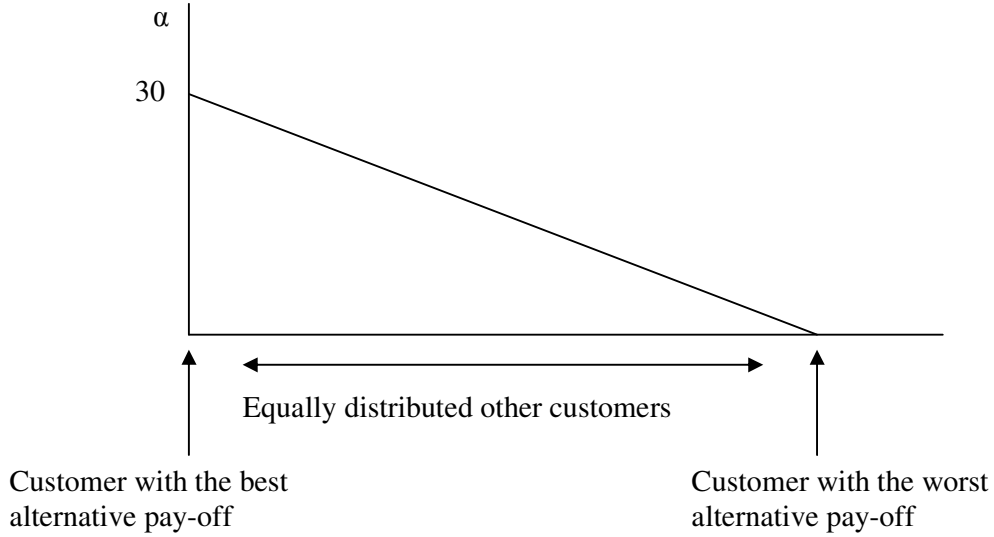 α
30
Equally distributed other customers
Customer with the best
alternative pay-off
Customer with the worst
alternative pay-off